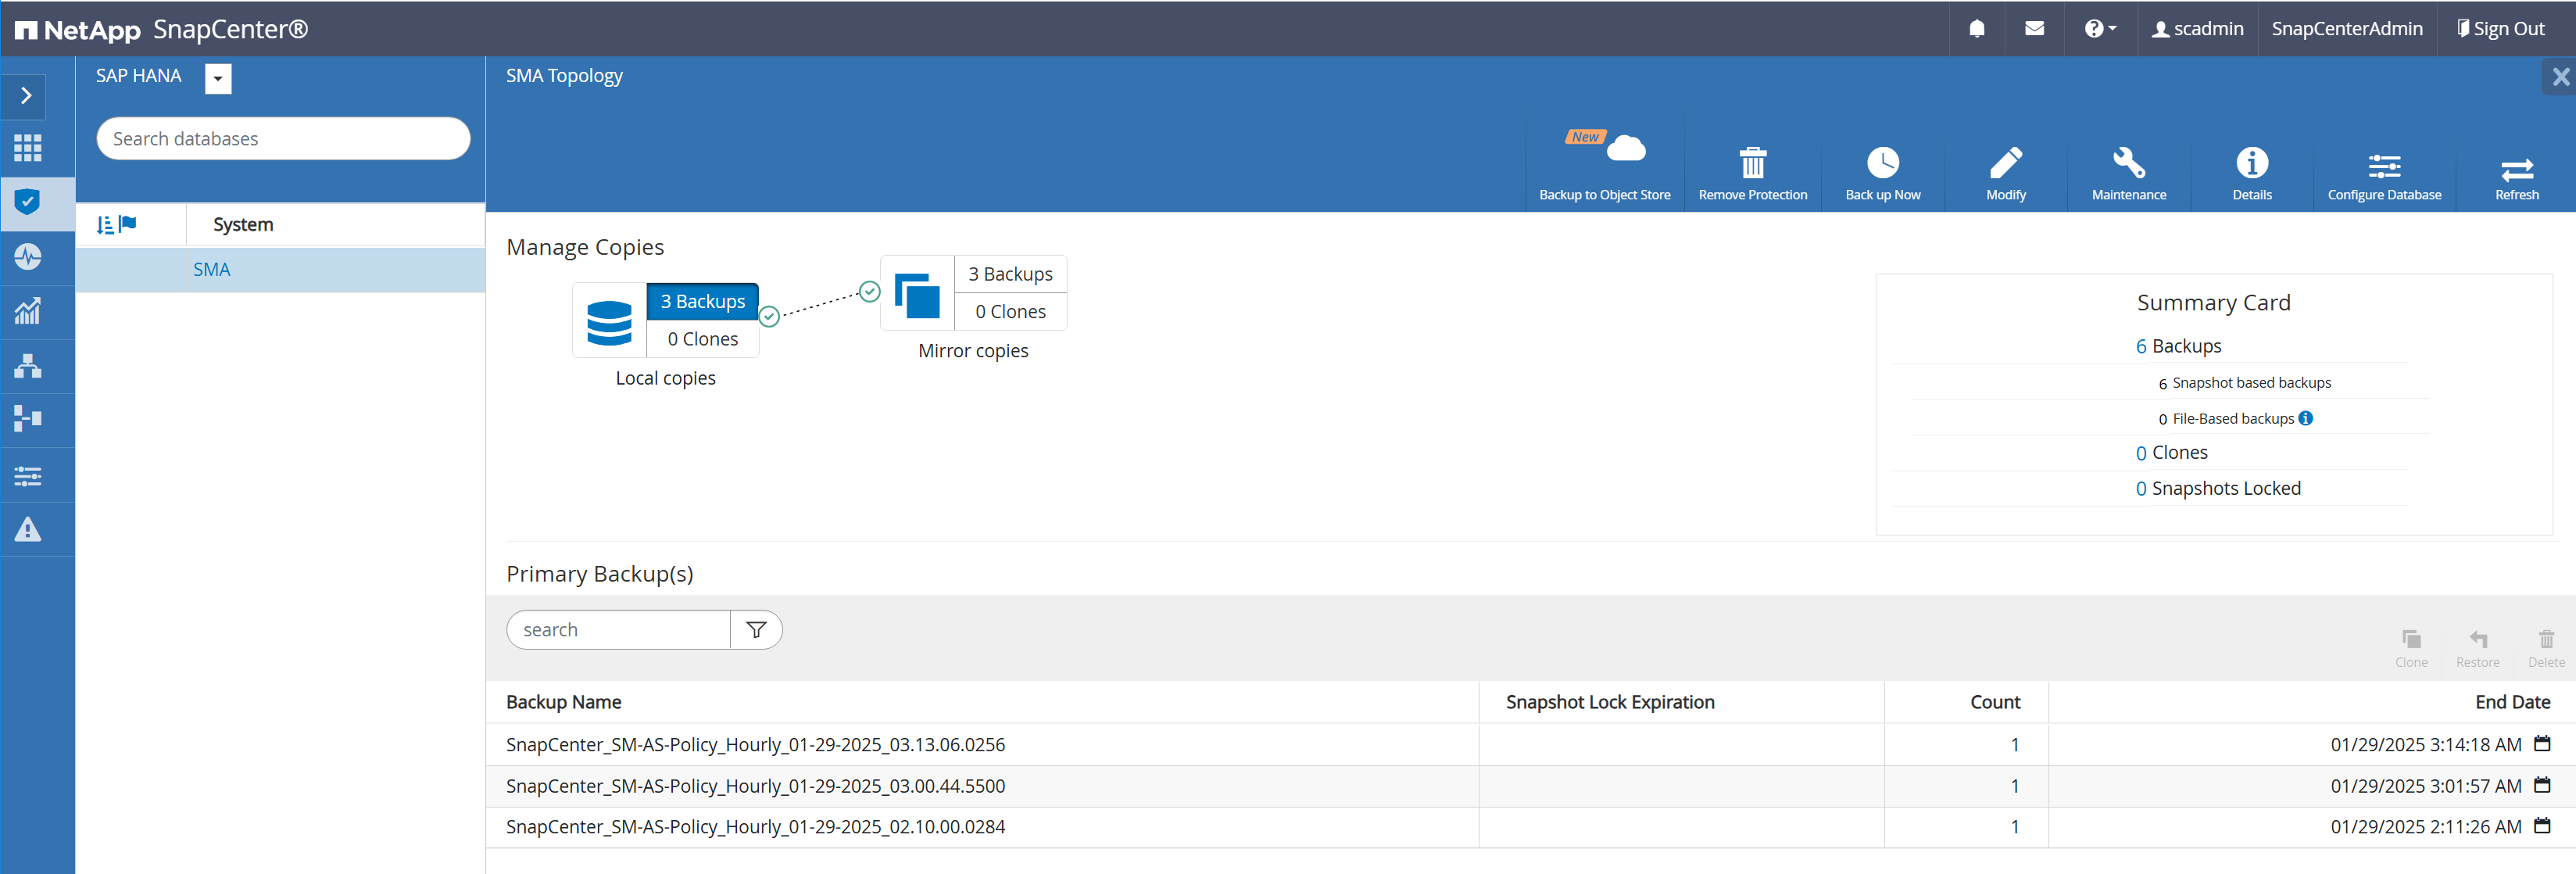 NetApp SnapCenter®
scadmin
SnapCenterAdmin
Sign Out
SAP HANA
Search databases
System
SMA
SMA Topology
New
Backup to Object Store
Remove Protection
Back up Now
Modify
Maintenance
Details
Configure Database
Refresh
Manage Copies
3 Backups
0 Clones
Local copies
3 Backups
0 Clones
Mirror copies
Summary Card
6 Backups
6 Snapshot based backups
0 File-Based backups
0 Clones
0 Snapshots Locked
Primary Backup(s)
search
Clone
Restore
Delete
Backup Name Snapshot Lock Expiration Count End Date
SnapCenter_SM-AS-Policy_Hourly_01-29-2025_03.13.06.0256 1 01/29/2025 3:14:18 AM
SnapCenter_SM-AS-Policy_Hourly_01-29-2025_03.00.44.5500 1 01/29/2025 3:01:57 AM
SnapCenter_SM-AS-Policy_Hourly_01-29-2025_02.10.00.0284 1 01/29/2025 2:11:26 AM